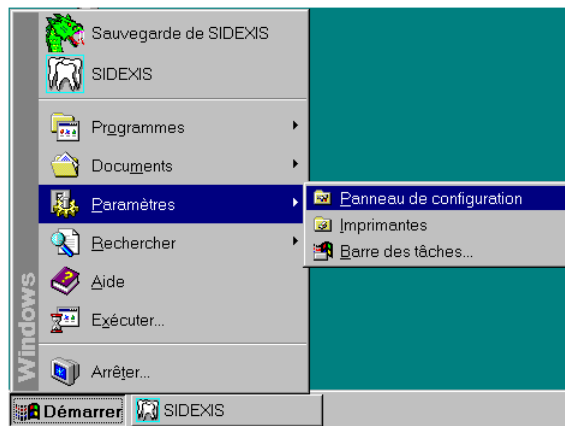 Sauvegarde de SIDEXIS
SIDEXIS
Programmes
Documents
Paramètres
Panneau de configuration
Imprimantes
Barre des tâches...
Rechercher
Aide
Exécuter...
Arrêter...
Windows
Démarrer
SIDEXIS